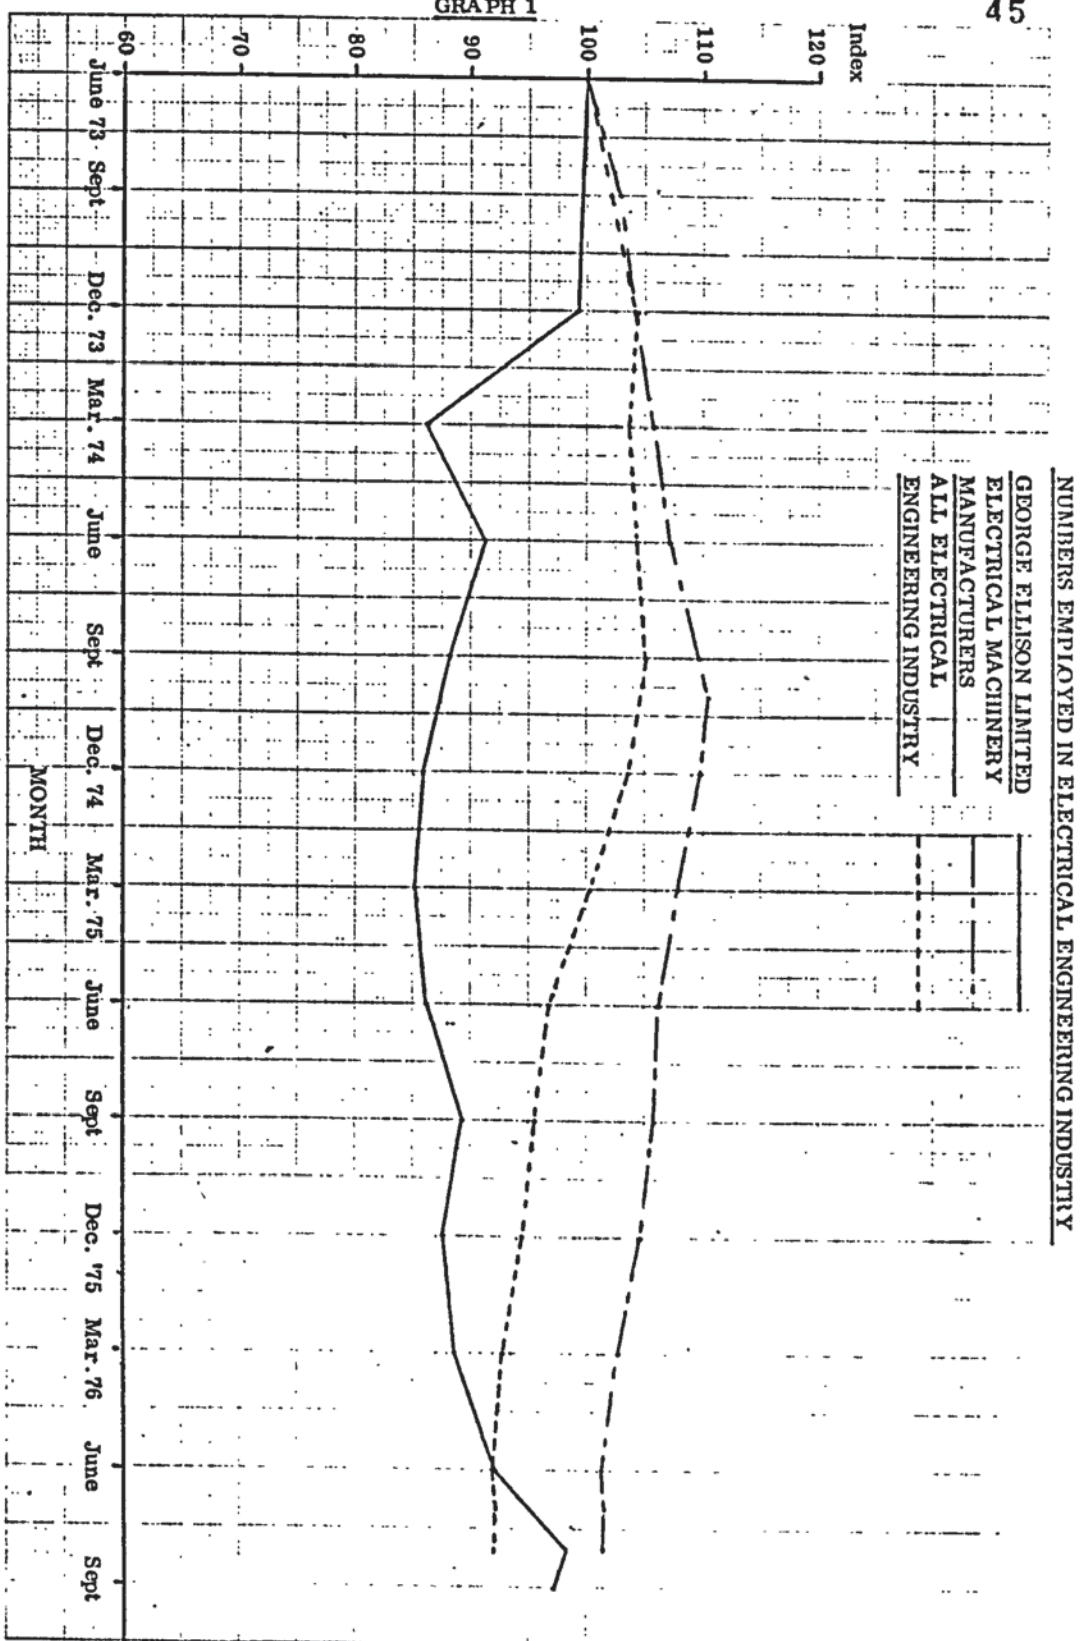 GRAPH 1
45
NUMBERS EMPLOYED IN ELECTRICAL ENGINEERING INDUSTRY
GEORGE ELLISON LIMITED
ELECTRICAL MACHINERY
MANUFACTURERS
ALL ELECTRICAL
ENGINEERING INDUSTRY
Index
120
110
100
90
80
70
60
June 73
Sept
Dec. 73
Mar. 74
June
Sept
Dec. 74
Mar. 75
June
Sept
Dec. '75
Mar. 76
June
Sept
MONTH